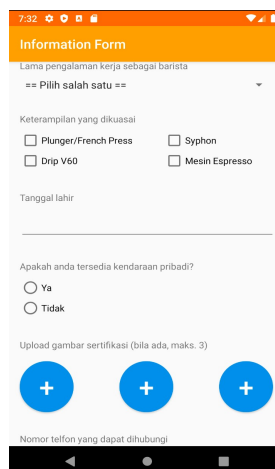 7:32
Information Form
Lama pengalaman kerja sebagai barista
== Pilih salah satu ==
Keterampilan yang dikuasai
Plunger/French Press
Syphon
Drip V60
Mesin Espresso
Tanggal lahir
Apakah anda tersedia kendaraan pribadi?
Ya
Tidak
Upload gambar sertifikasi (bila ada, maks. 3)
+ + +
Nomor telfon yang dapat dihubungi